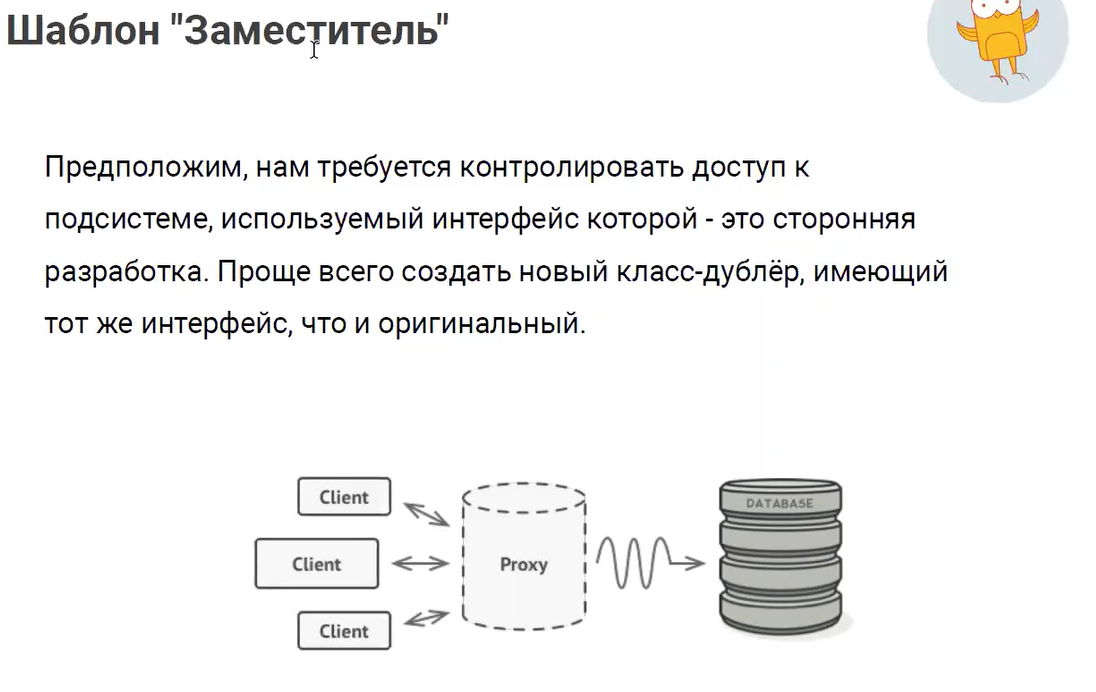 Шаблон "Заместитель"
Предположим, нам требуется контролировать доступ к
подсистеме, используемый интерфейс которой - это сторонняя
разработка. Проще всего создать новый класс-дублёр, имеющий
тот же интерфейс, что и оригинальный.
Client
DATABASE
Client
Proxy
Client